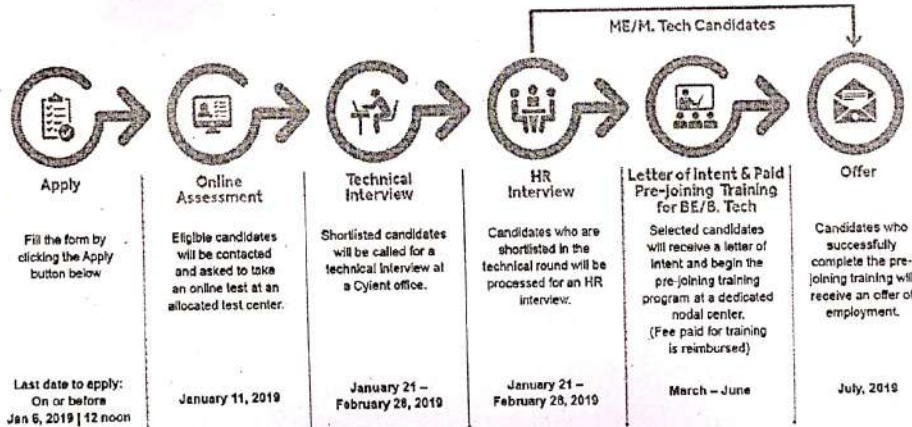 ME/M. Tech Candidates
Apply
Fill the form by
clicking the Apply
button below
Last date to apply:
On or before
Jan 6, 2019 | 12 noon
Online
Assessment
Eligible candidates
will be contacted
and asked to take
an online test at an
allocated test center.
January 11, 2019
Technical
Interview
Shortlisted candidates
will be called for a
technical interview at
a Cyient office.
January 21 –
February 28, 2019
HR
Interview
Candidates who are
shortlisted in the
technical round will be
processed for an HR
interview.
January 21 –
February 28, 2019
Letter of Intent & Paid
Pre-joining Training
for BE/B. Tech
Selected candidates
will receive a letter of
intent and begin the
pre-joining training
program at a dedicated
nodal center.
(Fee paid for training
is reimbursed)
March – June
Offer
Candidates who
successfully
complete the pre-
joining training will
receive an offer of
employment.
July, 2019